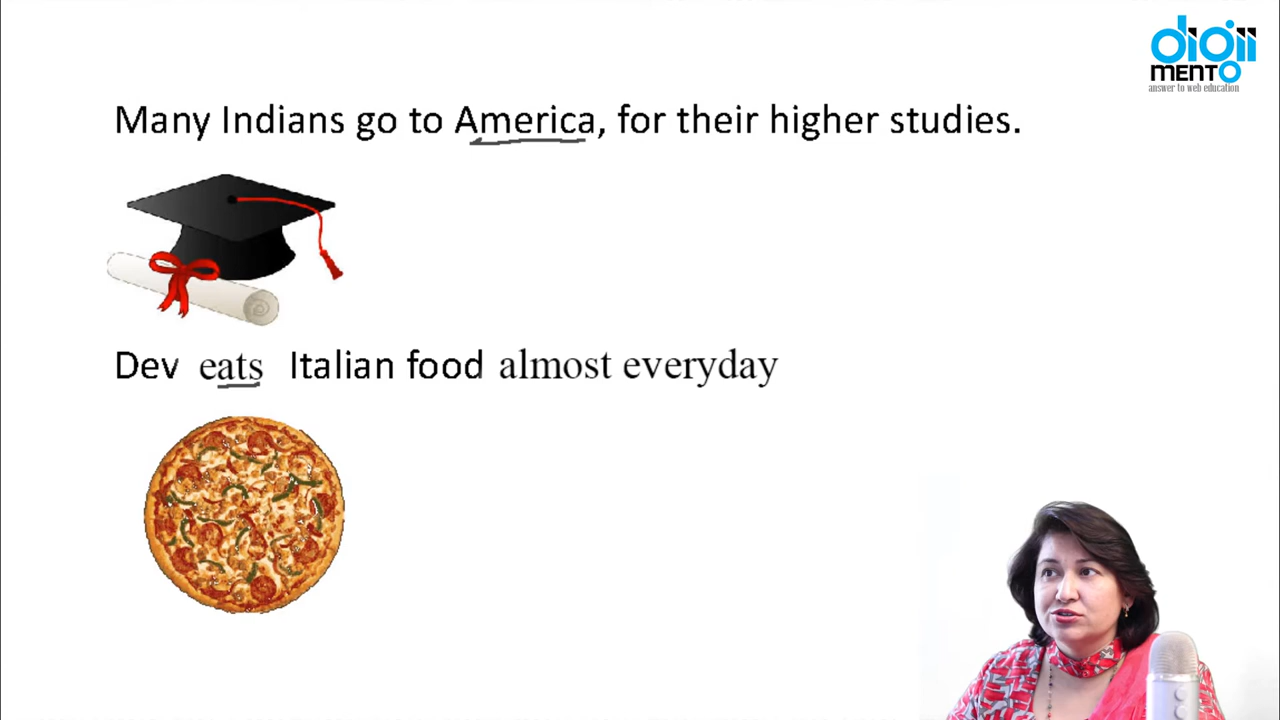 digii
MENTO
answer to web education
Many Indians go to America, for their higher studies.
Dev eats Italian food almost everyday